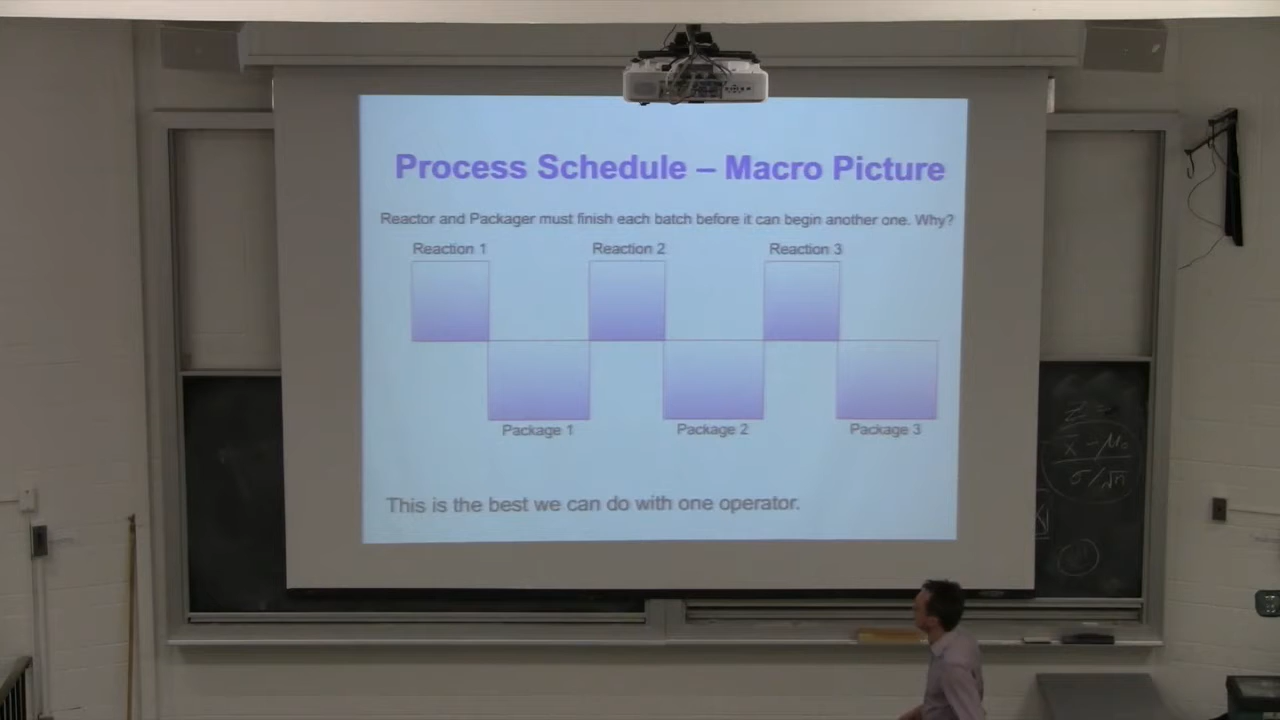 Process Schedule – Macro Picture
Reactor and Packager must finish each batch before it can begin another one. Why?
Reaction 1 Reaction 2 Reaction 3
Package 1 Package 2 Package 3
This is the best we can do with one operator.
Z =
x̄ - μ₀
σ/√n